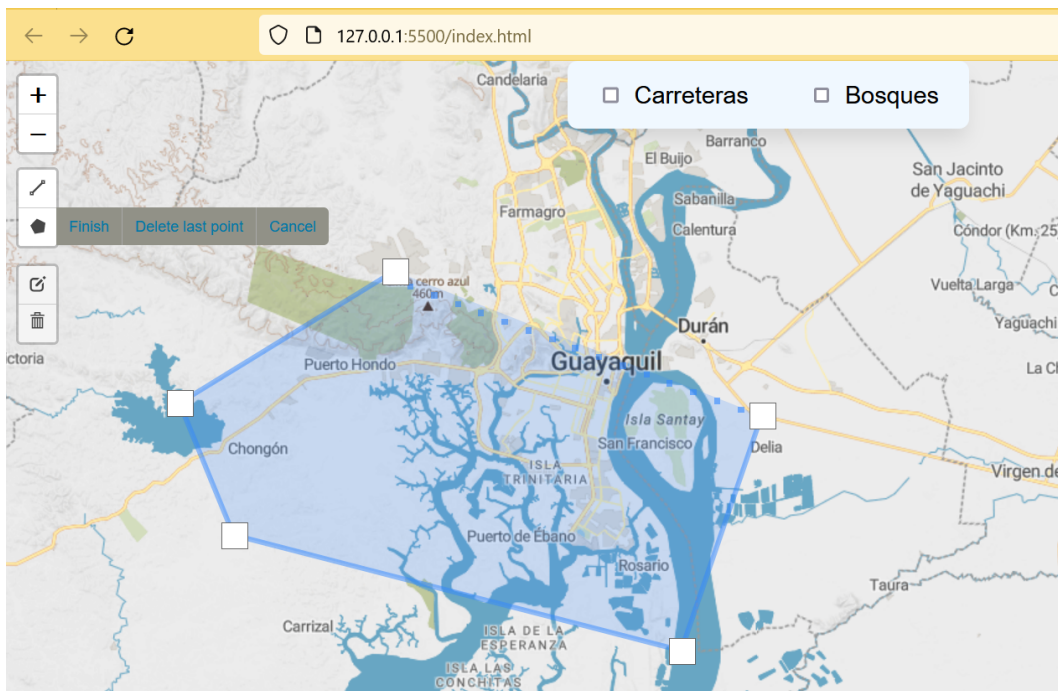 127.0.0.1:5500/index.html
Carreteras
Bosques
+
−
Finish
Delete last point
Cancel
Candelaria
Barranco
El Buijo
San Jacinto
de Yaguachi
Sabanilla
Farmagro
Calentura
Cóndor (Km. 25
cerro azul
460m
Vuelta Larga
C
Yaguachi
Durán
ctoria
Puerto Hondo
Guayaquil
La Ch
Isla Santay
Chongón
San Francisco
Delia
ISLA
TRINITARIA
Virgen de
Puerto de Ébano
Rosario
Taura
Carrizal
ISLA DE LA
ESPERANZA
ISLA LAS
CONCHITAS